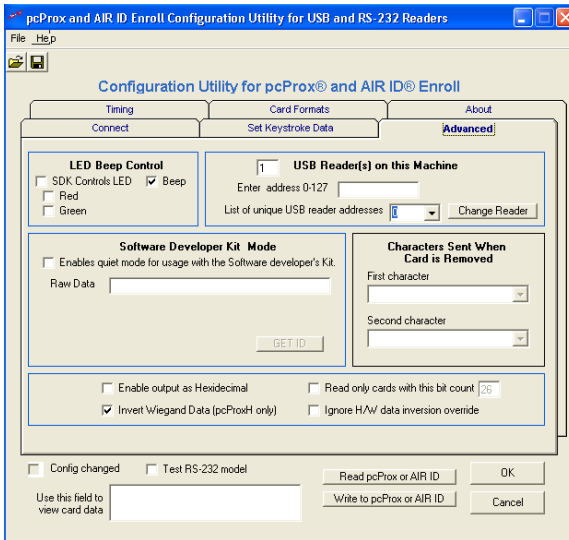 pcProx and AIR ID Enroll Configuration Utility for USB and RS-232 Readers
File Help
Configuration Utility for pcProx® and AIR ID® Enroll
Timing Card Formats About
Connect Set Keystroke Data Advanced
LED Beep Control
SDK Controls LED Beep
Red
Green
1 USB Reader(s) on this Machine
Enter address 0-127
List of unique USB reader addresses 0 Change Reader
Software Developer Kit Mode
Enables quiet mode for usage with the Software developer's Kit.
Raw Data
GET ID
Characters Sent When
Card is Removed
First character
Second character
Enable output as Hexidecimal Read only cards with this bit count 26
Invert Wiegand Data (pcProxH only) Ignore H/W data inversion override
Config changed Test RS-232 model Read pcProx or AIR ID OK
Use this field to
view card data
Write to pcProx or AIR ID Cancel